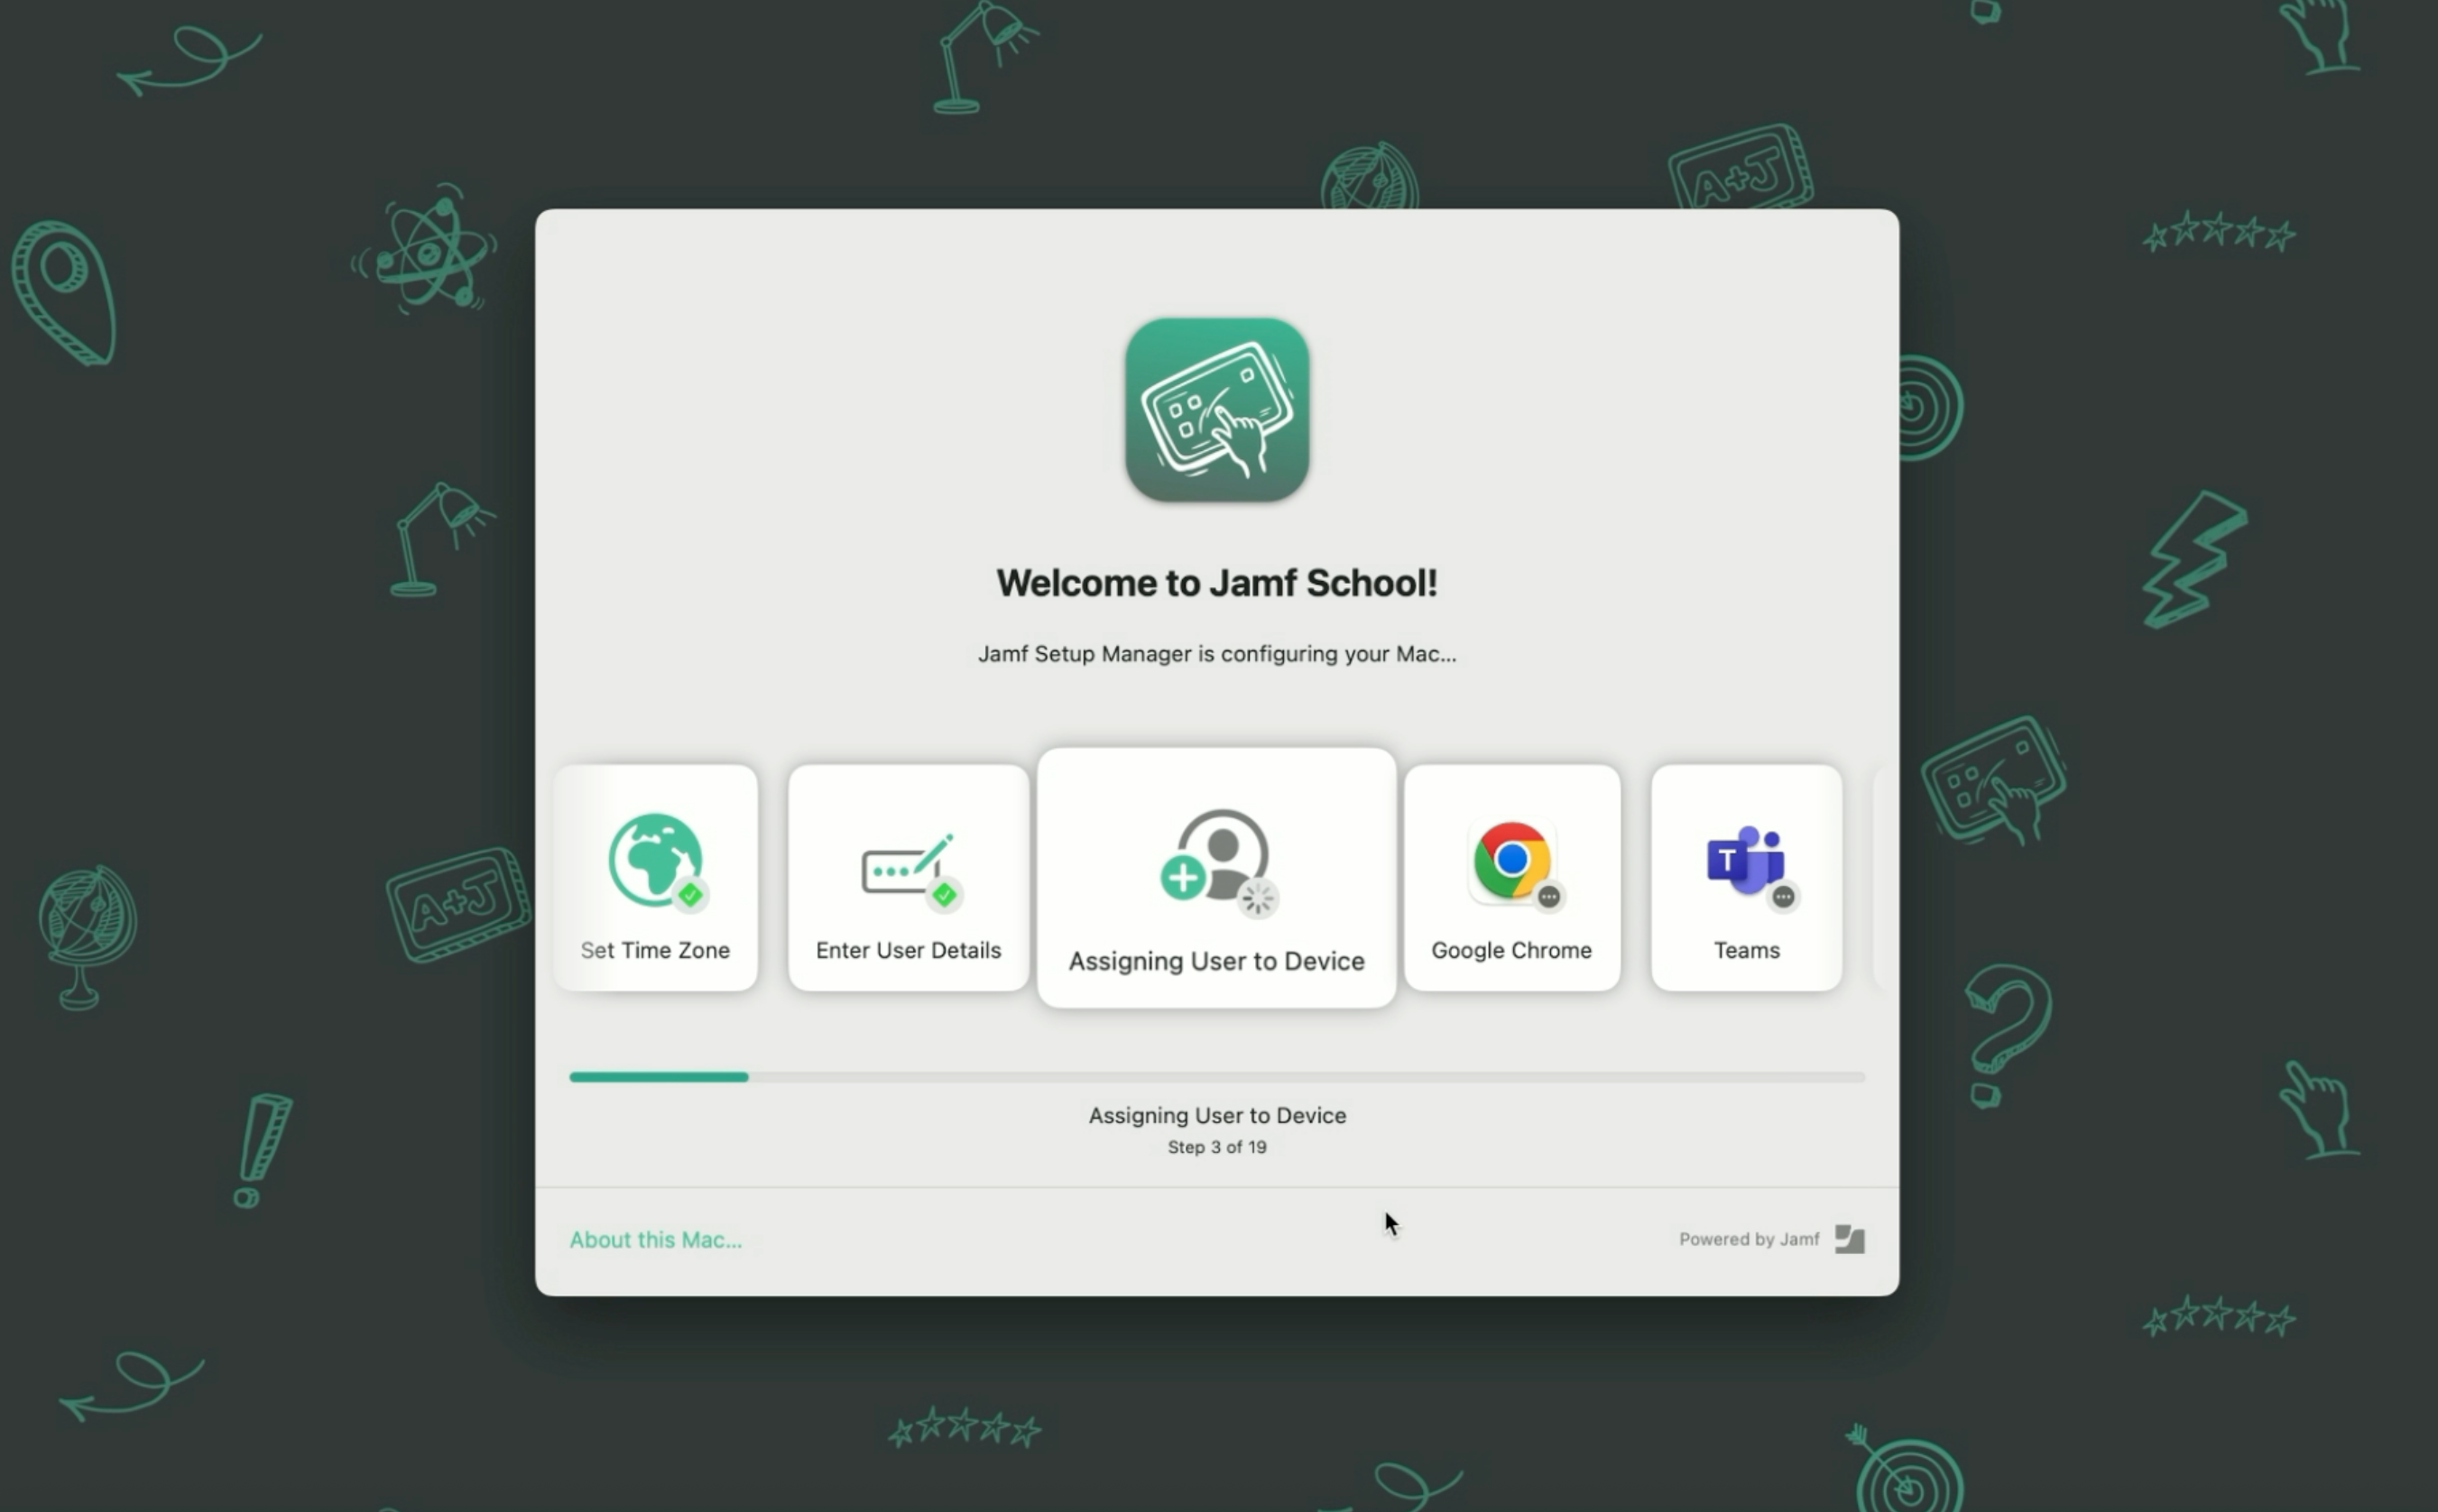 A+J
Welcome to Jamf School!
Jamf Setup Manager is configuring your Mac...
T
Set Time Zone
Enter User Details
Assigning User to Device
Google Chrome
Teams
Assigning User to Device
Step 3 of 19
A+J
About this Mac...
Powered by Jamf